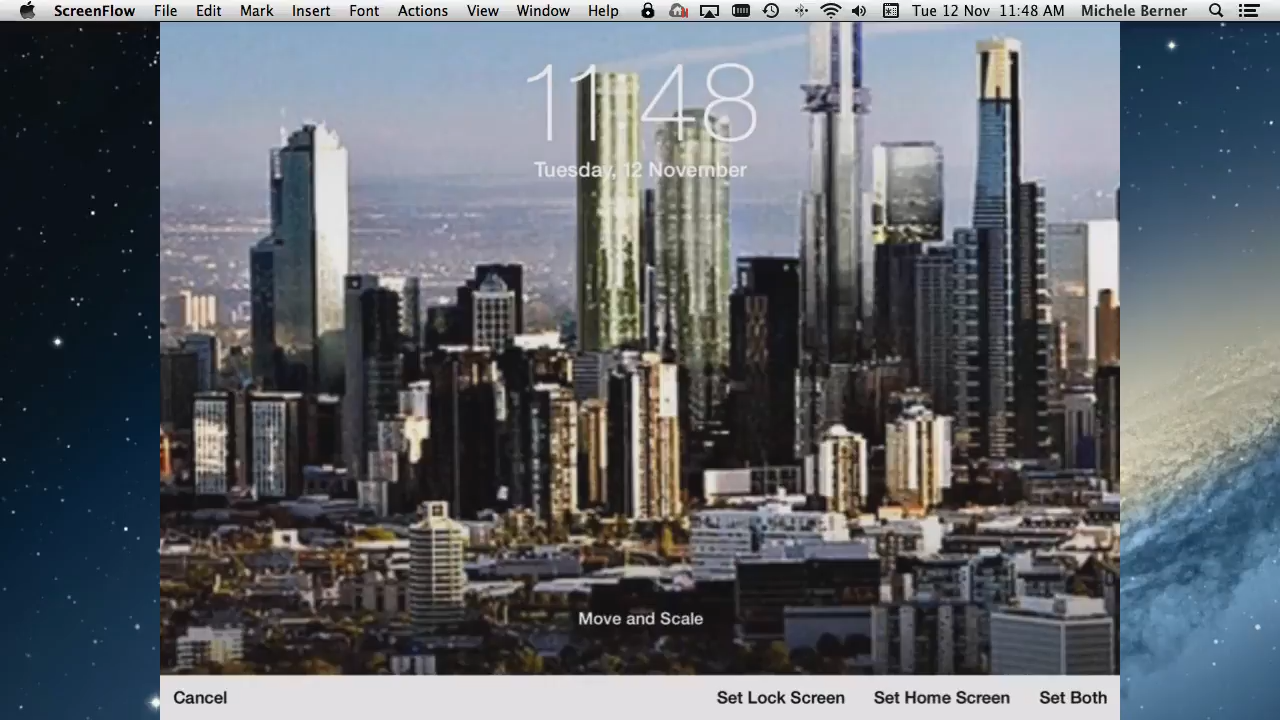 ScreenFlow File Edit Mark Insert Font Actions View Window Help Tue 12 Nov 11:48 AM Michele Berner
11:48
Tuesday, 12 November
Move and Scale
Cancel Set Lock Screen Set Home Screen Set Both